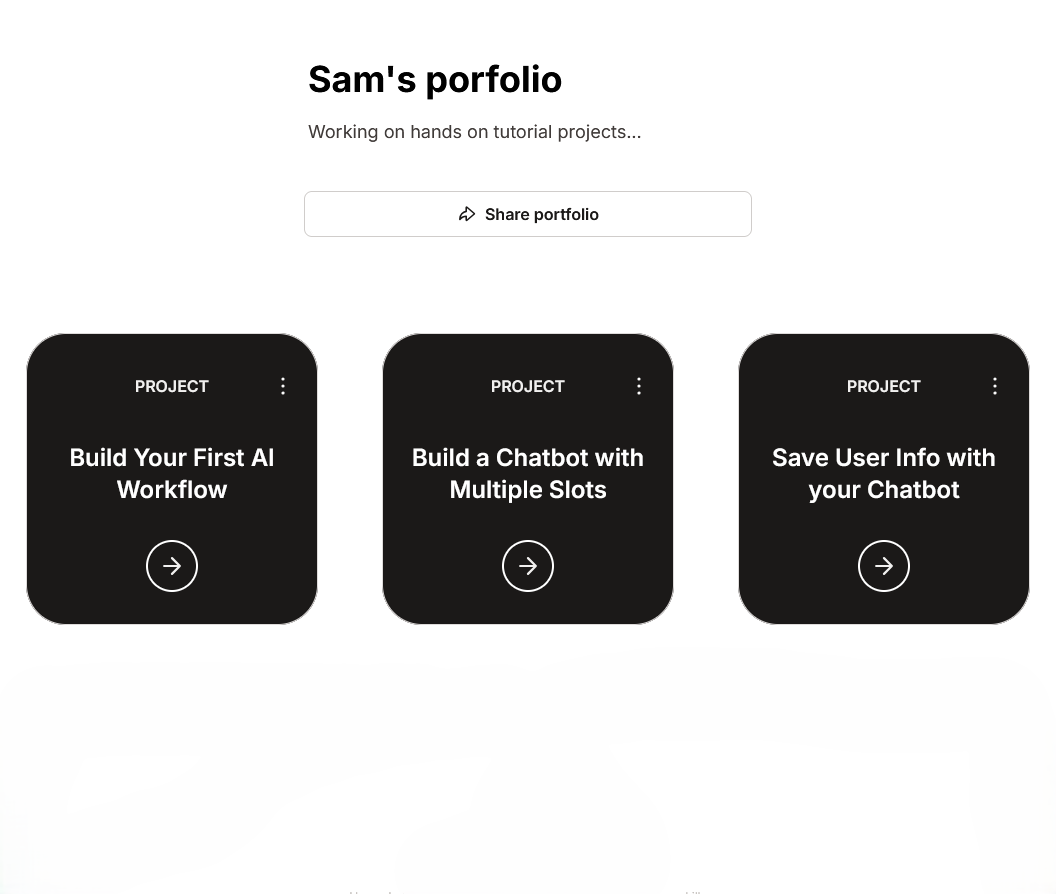 Sam's porfolio
Working on hands on tutorial projects...
Share portfolio
PROJECT
Build Your First AI
Workflow
PROJECT
Build a Chatbot with
Multiple Slots
PROJECT
Save User Info with
your Chatbot